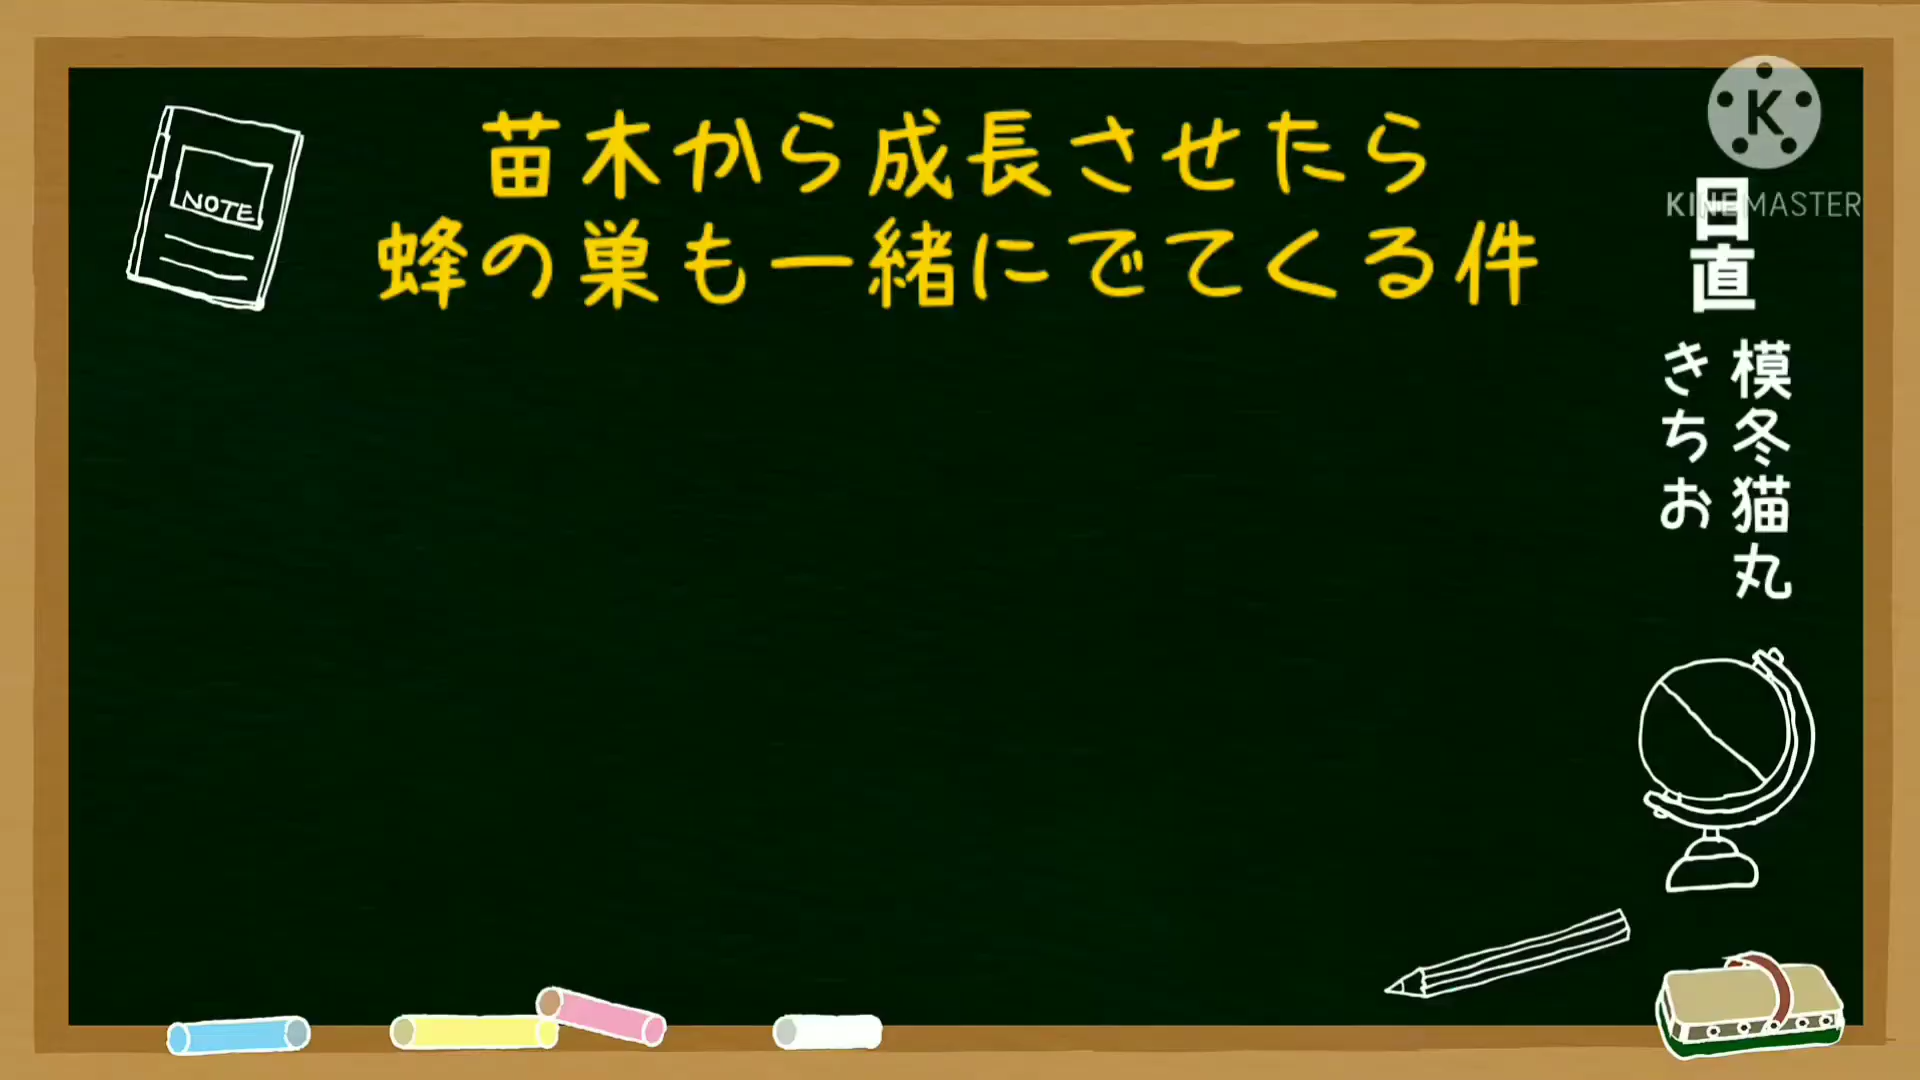 苗木から成長させたら
蜂の巣も一緒にでてくる件
NOTE
KINEMASTER
日直
模冬猫丸
きちお